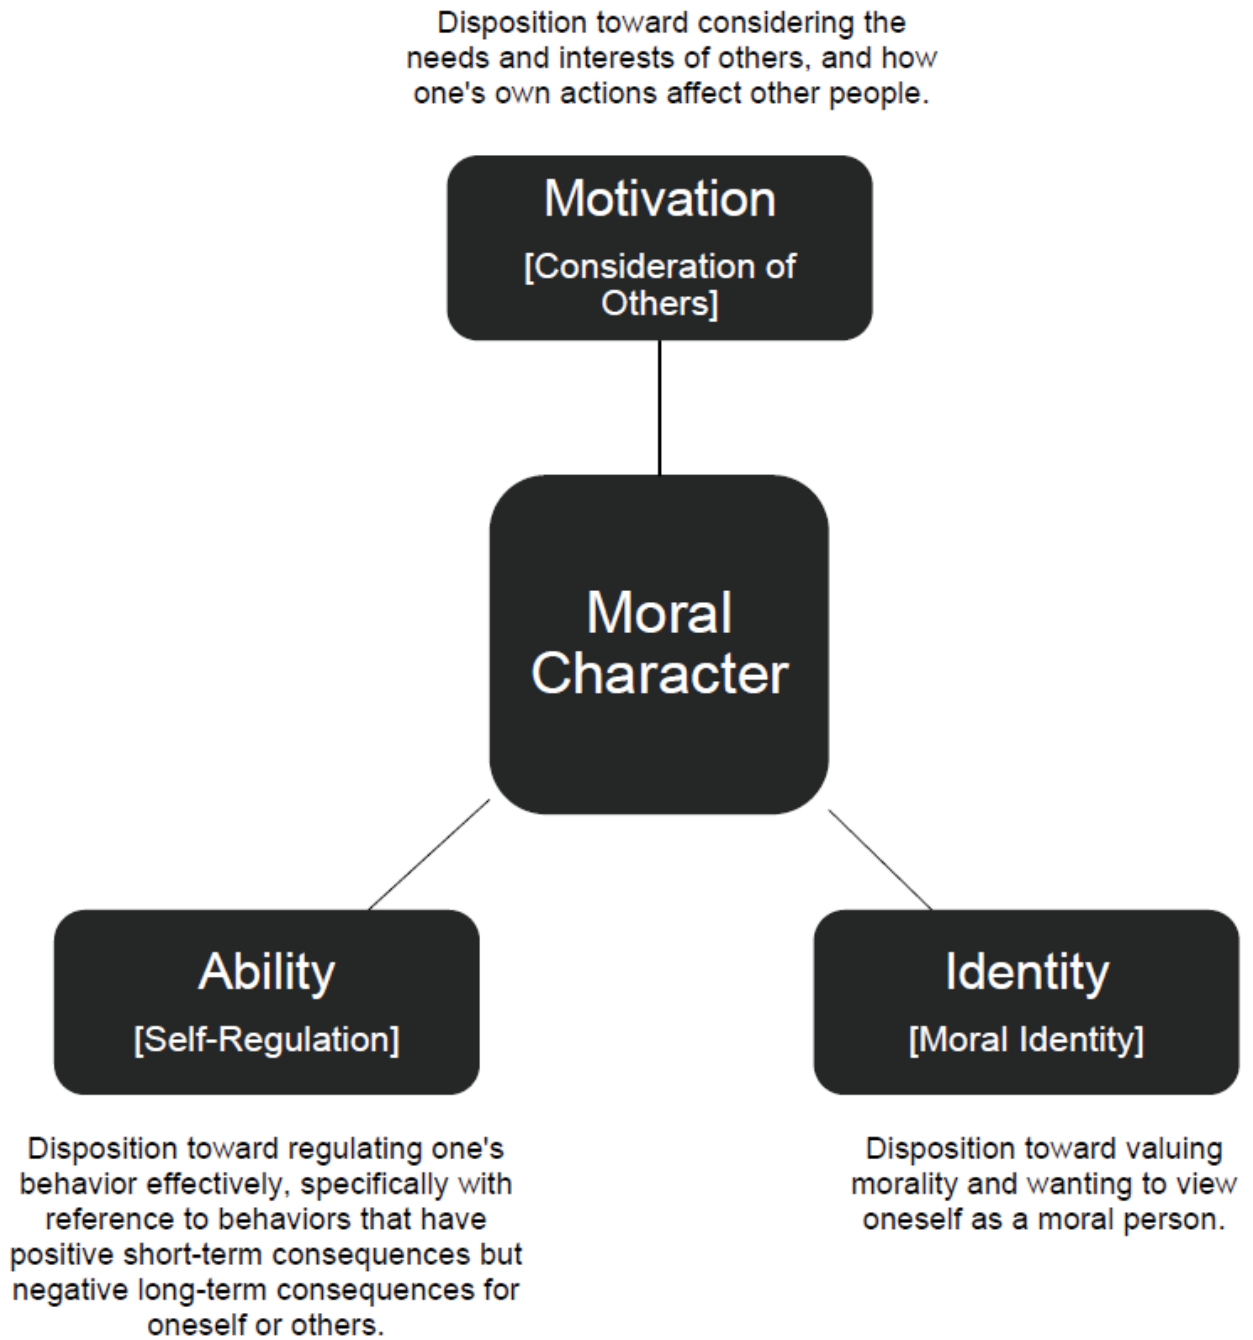 Disposition toward considering the
needs and interests of others, and how
one's own actions affect other people.
Motivation
[Consideration of
Others]
Moral
Character
Ability
[Self-Regulation]
Disposition toward regulating one's
behavior effectively, specifically with
reference to behaviors that have
positive short-term consequences but
negative long-term consequences for
oneself or others.
Identity
[Moral Identity]
Disposition toward valuing
morality and wanting to view
oneself as a moral person.